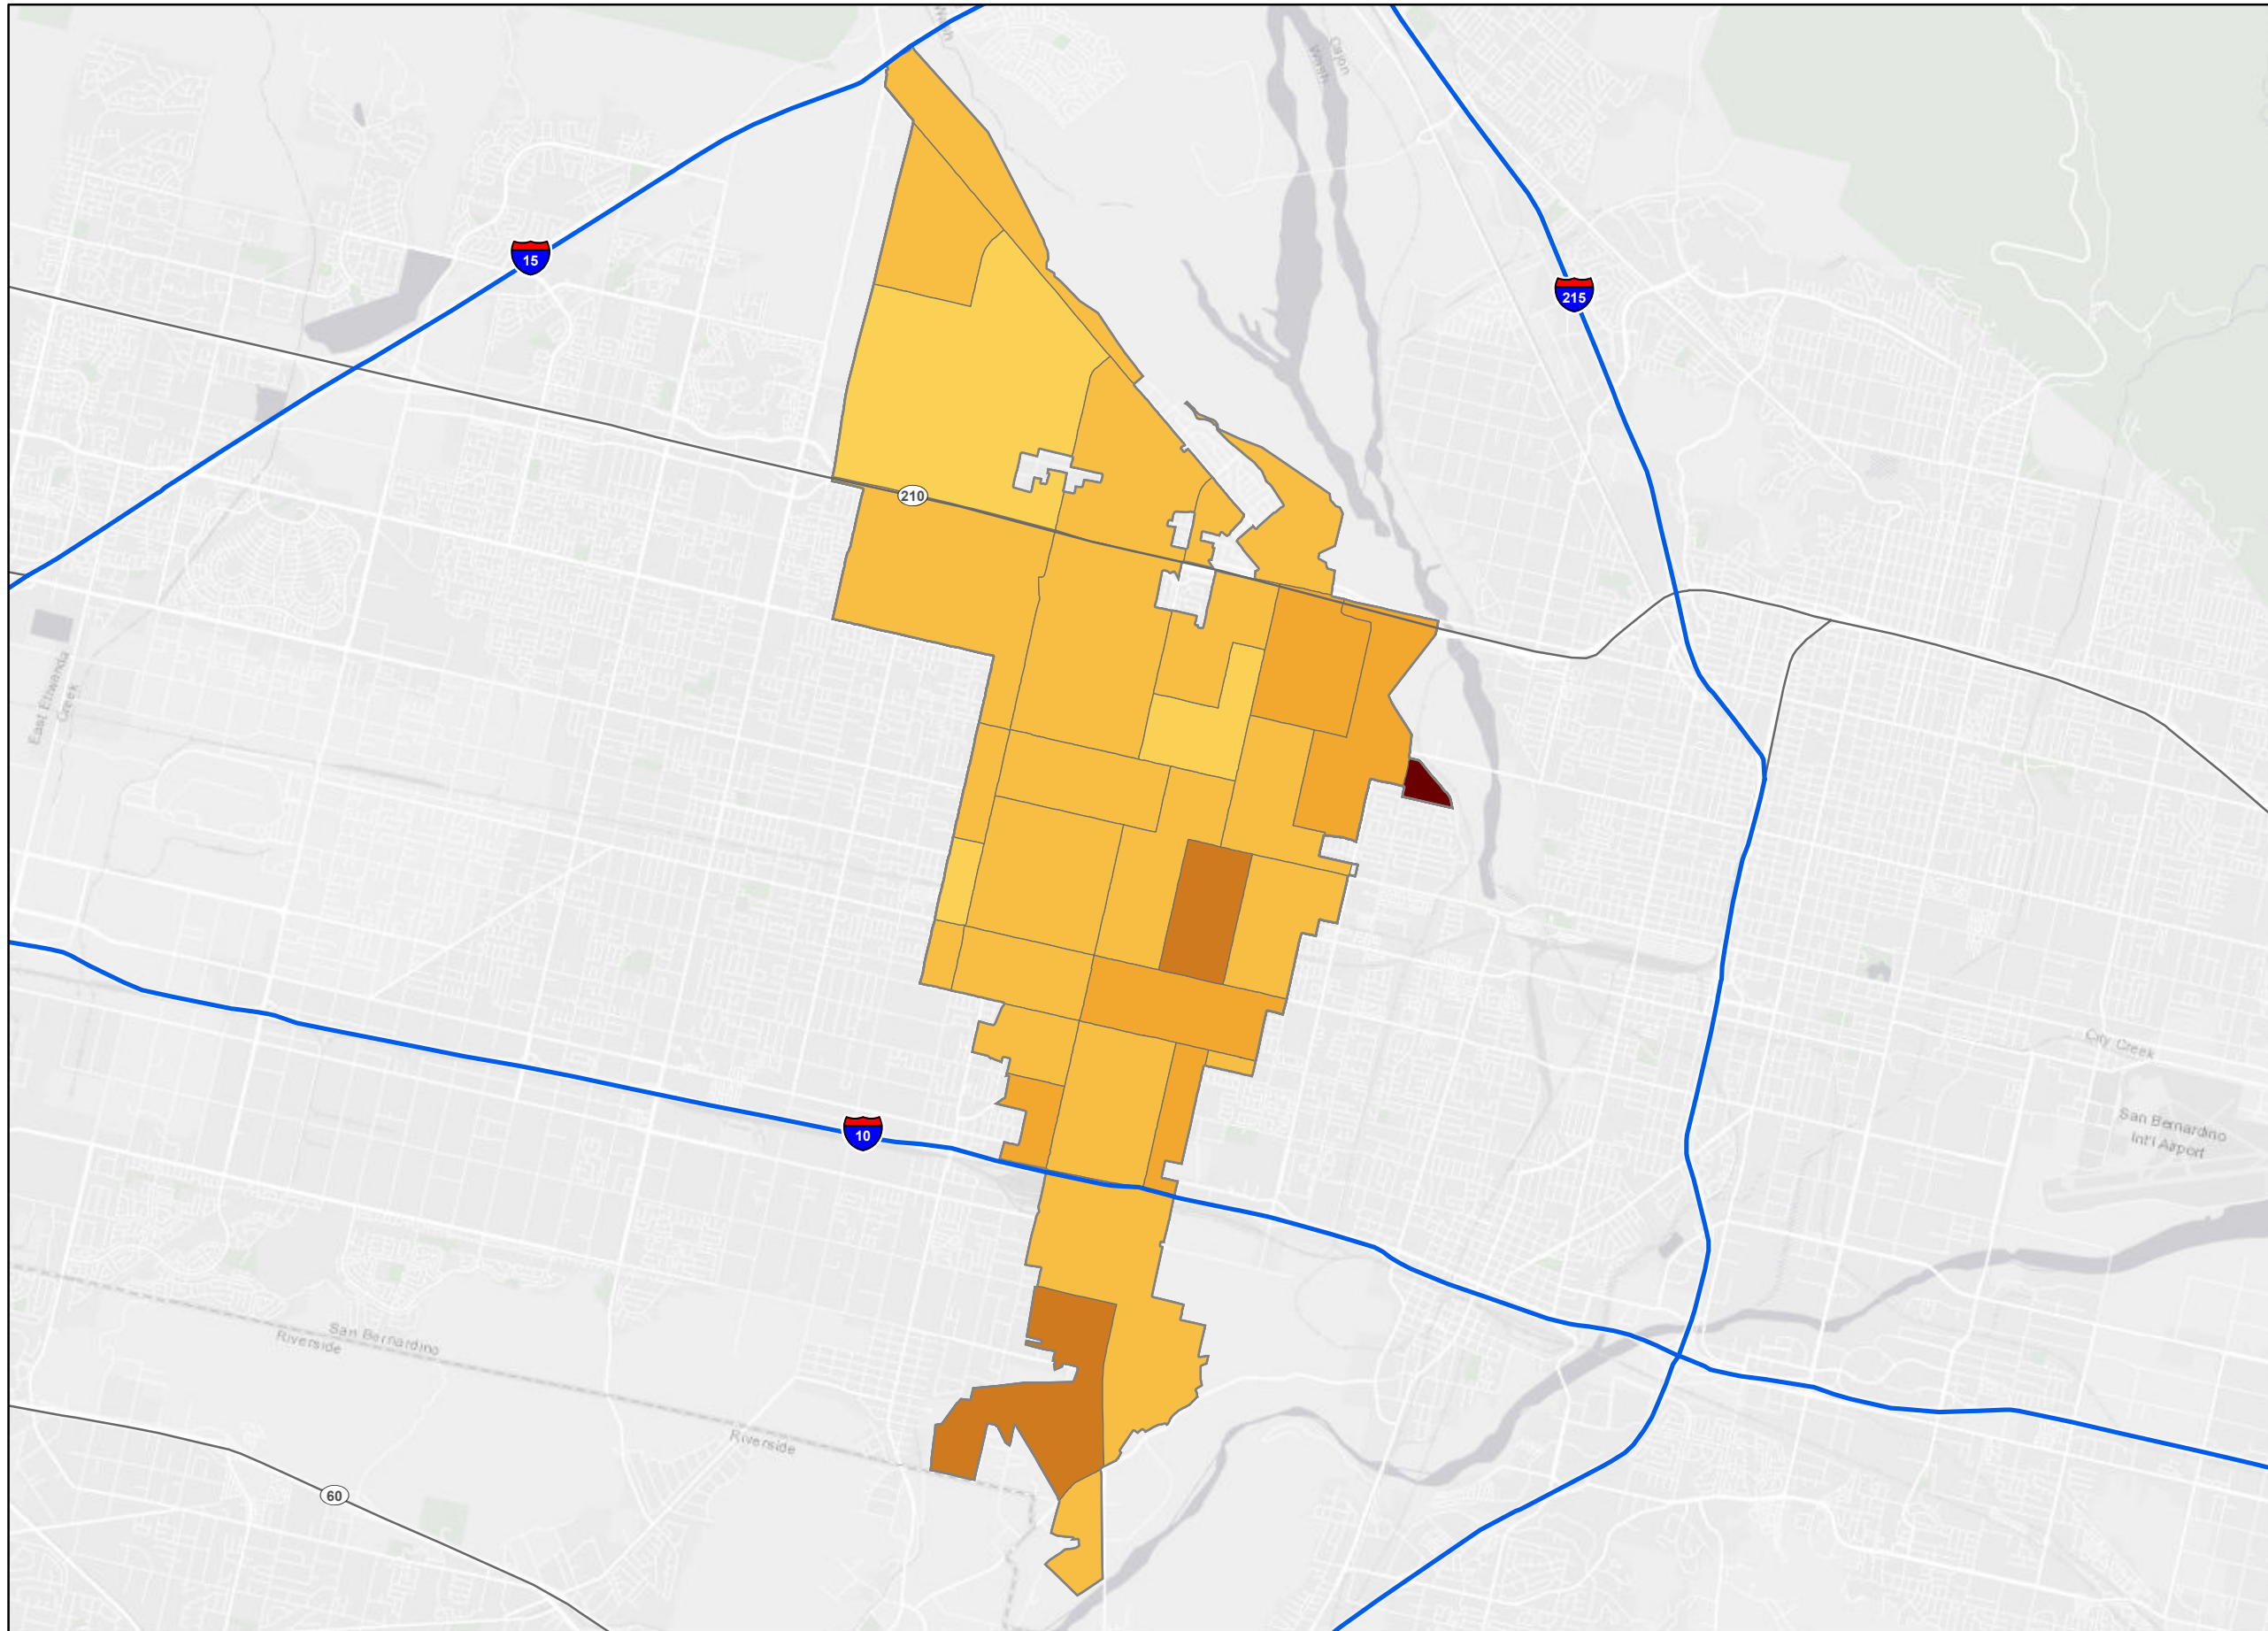 Wash
Cajon
Wash
15
215
210
East Etiwanda
Creek
City Creek
San Bernardino
Int'l Airport
10
San Bernardino
Riverside
Riverside
60